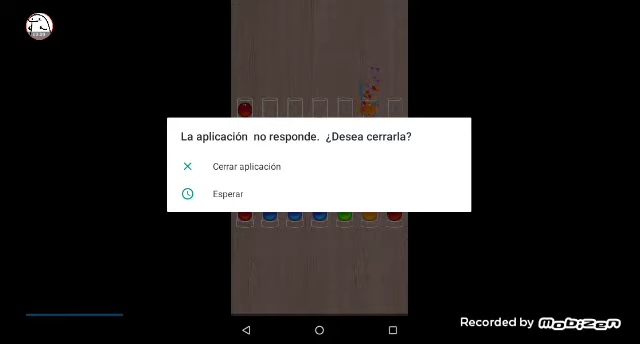 La aplicación no responde. ¿Desea cerrarla?
Cerrar aplicación
Esperar
Recorded by Mobizen